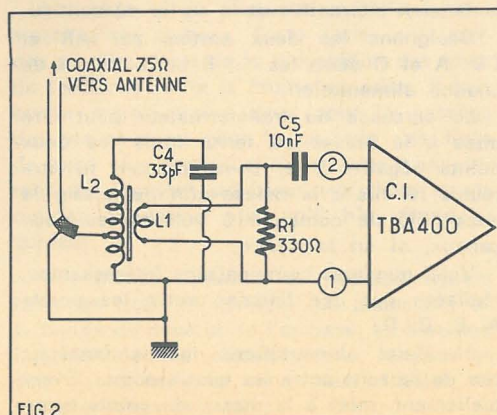 COAXIAL 75Ω
VERS ANTENNE
C5
10nF
C4
33pF
2
L2
L1
R1
330Ω
C.I.
TBA400
1
FIG.2